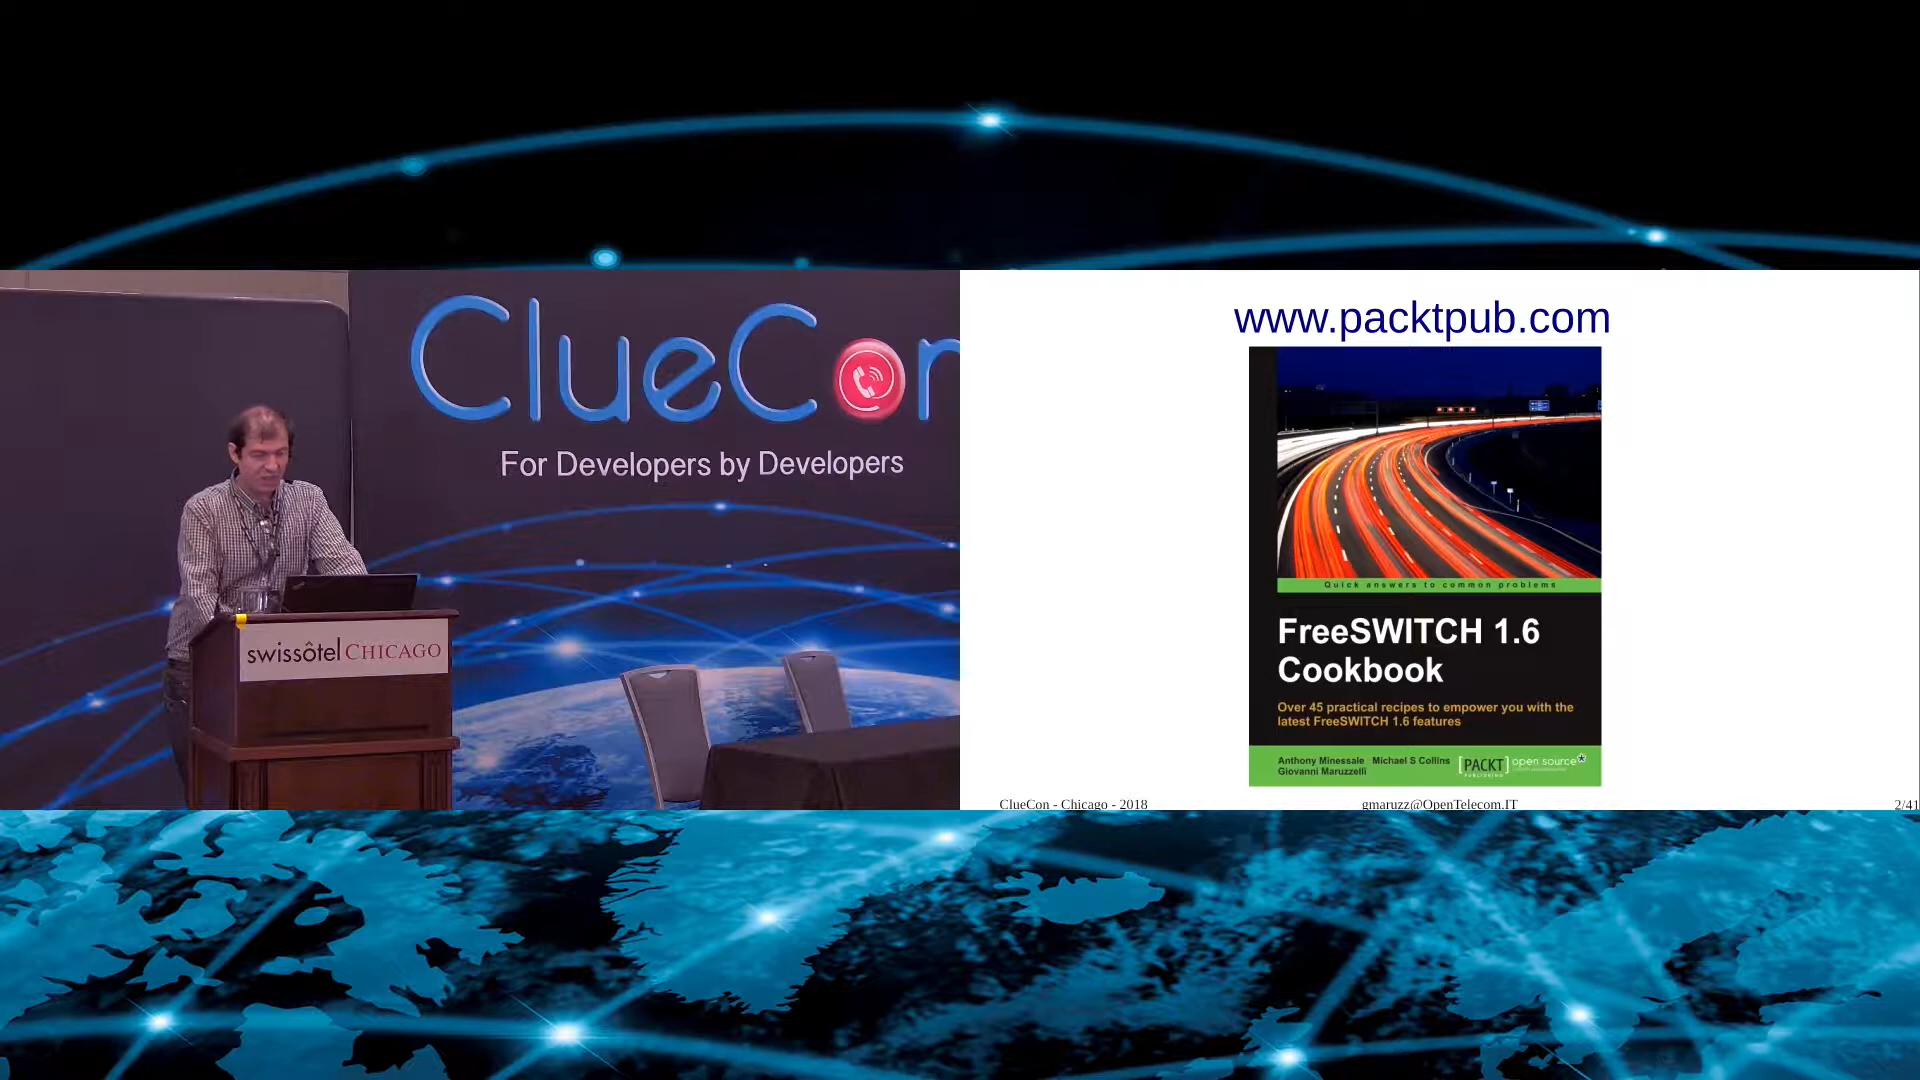 ClueCon
For Developers by Developers
swissôtel CHICAGO
www.packtpub.com
Quick answers to common problems
FreeSWITCH 1.6
Cookbook
Over 45 practical recipes to empower you with the
latest FreeSWITCH 1.6 features
Anthony Minessale Michael S Collins
Giovanni Maruzzelli
[PACKT] open source*
PUBLISHING
ClueCon - Chicago - 2018 gmaruzz@OpenTelecom.IT 2/41